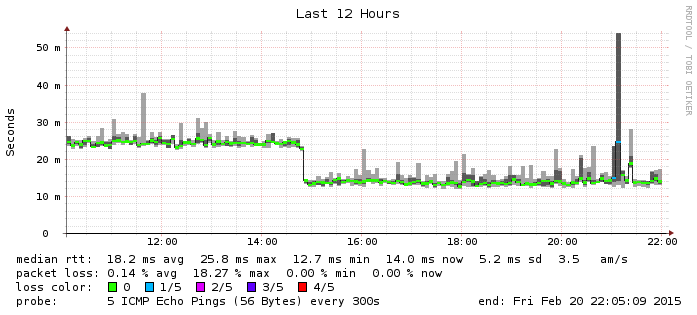 Last 12 Hours
RRDTOOL / TOBI OETIKER
Seconds
50 m
40 m
30 m
20 m
10 m
0
12:00 14:00 16:00 18:00 20:00 22:00
median rtt: 18.2 ms avg 25.8 ms max 12.7 ms min 14.0 ms now 5.2 ms sd 3.5 am/s
packet loss: 0.14 % avg 18.27 % max 0.00 % min 0.00 % now
loss color: 0 1/5 2/5 3/5 4/5
probe: 5 ICMP Echo Pings (56 Bytes) every 300s end: Fri Feb 20 22:05:09 2015